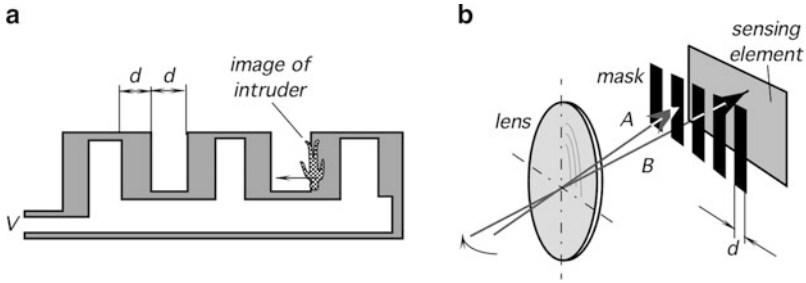 a
d
d
image of
intruder
V
b
sensing
element
mask
lens
A
B
d